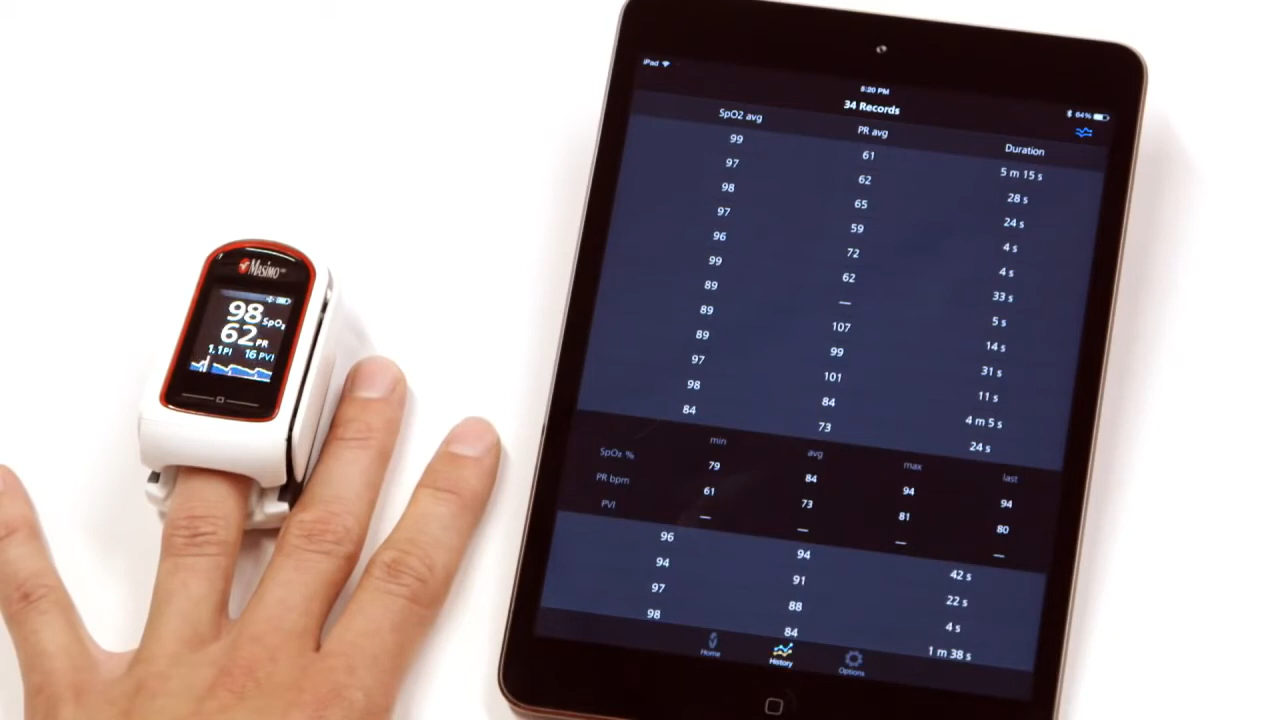 MASIMO
98 SpO₂
62 PR
1.1 PI 16 PVI
iPad
5:20 PM
64%
34 Records
SpO2 avg PR avg Duration
99 61 5 m 15 s
97 62 28 s
98 65 24 s
97 59 4 s
96 72 4 s
99 62 33 s
89 — 5 s
89 107 14 s
89 99 31 s
97 101 11 s
98 84 4 m 5 s
84 73 24 s
min avg max last
SpO₂ % 79 84 94 94
PR bpm 61 73 81 80
PVI — — — —
96 94 42 s
94 91 22 s
97 88 4 s
98 84 1 m 38 s
Home History Options